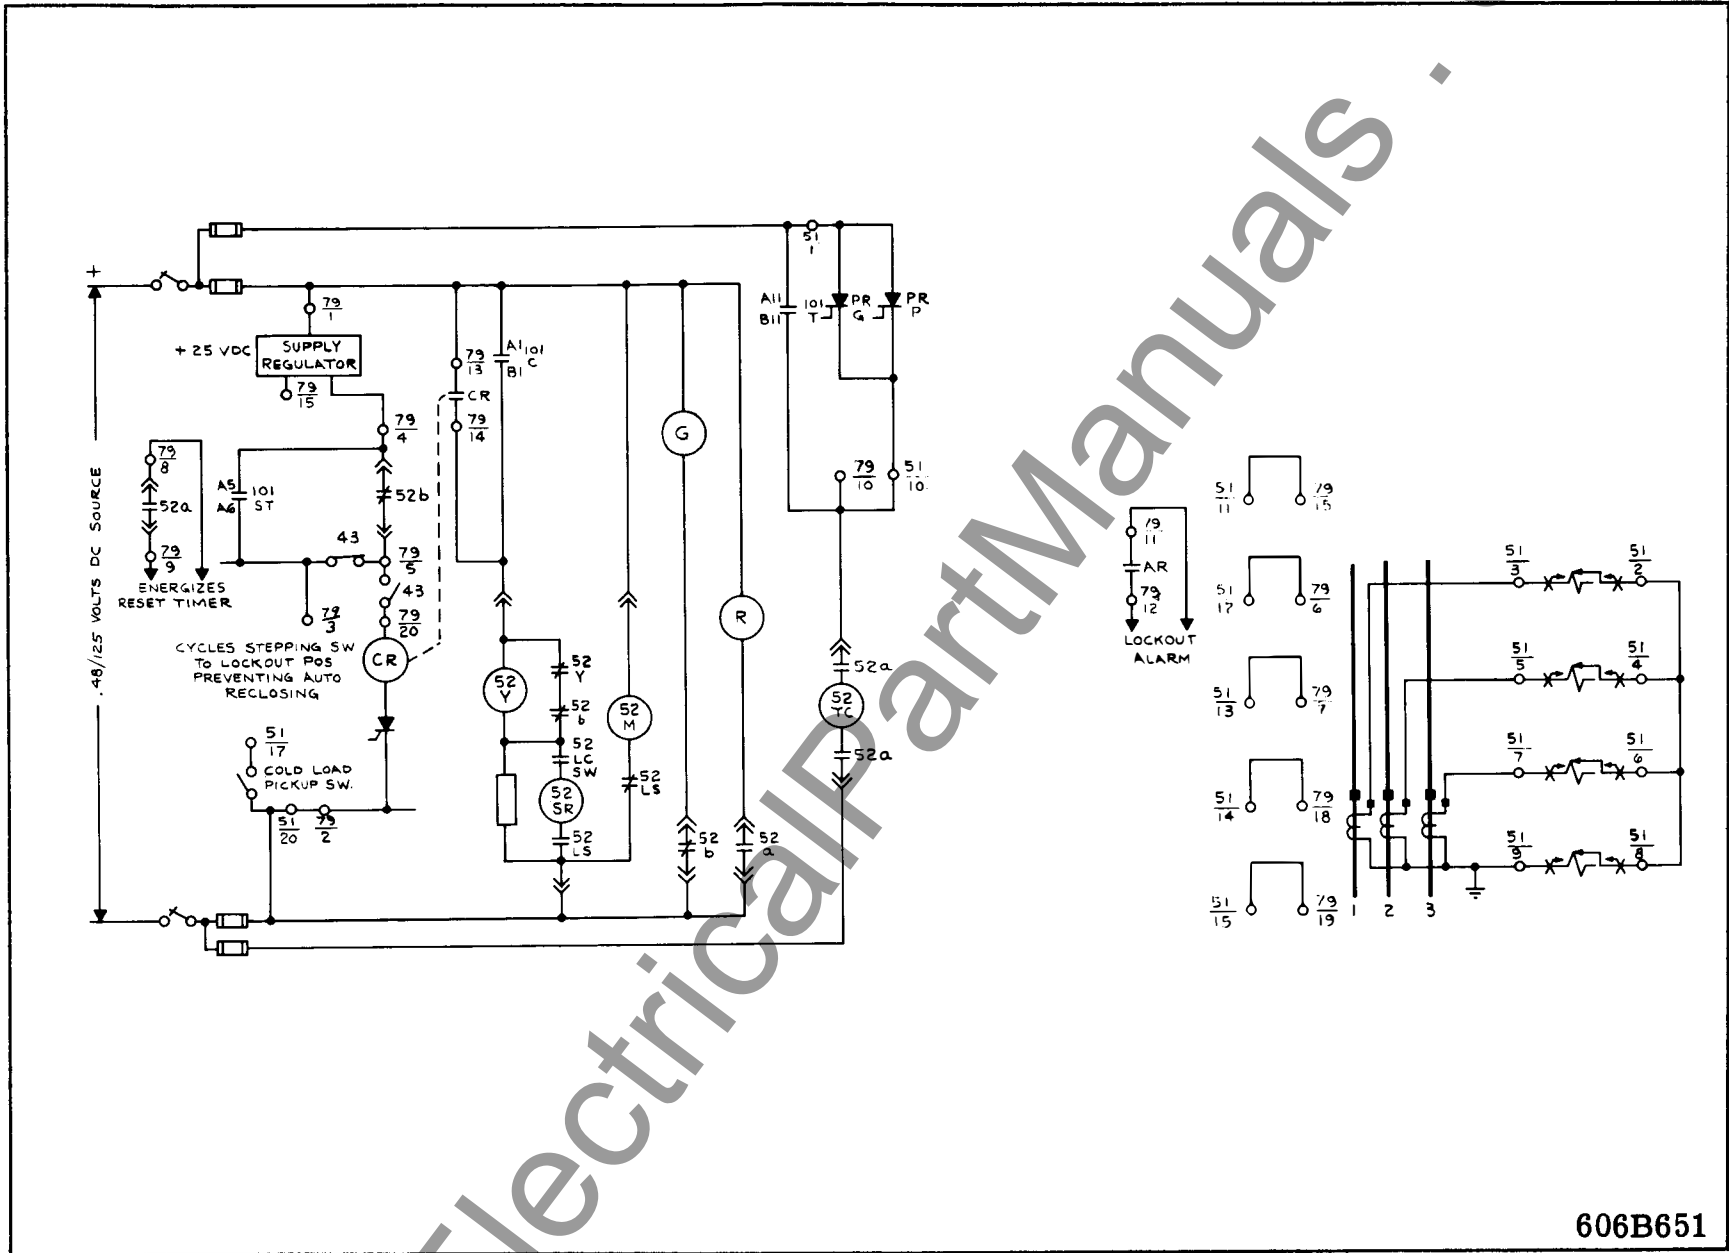 +
.48/125 VOLTS DC SOURCE
79
1
+ 25 VDC
SUPPLY
REGULATOR
79
15
79
4
79
8
52a
79
9
ENERGIZES
RESET TIMER
A5
A6
101
ST
52b
43
79
5
43
79
3
79
20
CYCLES STEPPING SW
TO LOCKOUT POS
PREVENTING AUTO
RECLOSING
CR
51
17
COLD LOAD
PICKUP SW.
51
20
79
2
79
13
CR
79
14
A1
B1
101
C
52
Y
52
Y
52
b
52
LC
SW
52
SR
52
LS
52
M
52
LS
G
52
b
R
52
a
A11
B11
101
T
51
1
PR
G
PR
P
79
10
51
10
52a
52
TC
52a
79
11
AR
79
12
LOCKOUT
ALARM
51
11
79
15
51
17
79
6
51
13
79
7
51
14
79
18
51
15
79
19
1
2
3
51
3
51
2
51
5
51
4
51
7
51
6
51
9
51
8
ElectricalPartManuals .
606B651